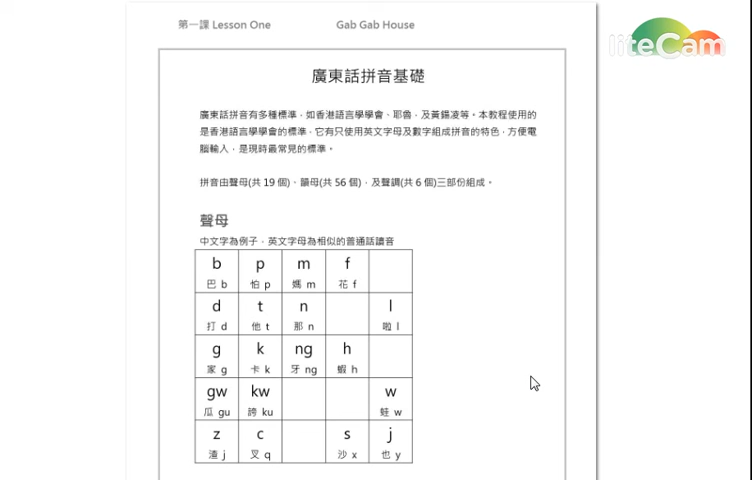 第一課 Lesson One Gab Gab House
liteCam
廣東話拼音基礎
廣東話拼音有多種標準，如香港語言學學會、耶魯，及黃錫凌等。本教程使用的
是香港語言學學會的標準，它有只使用英文字母及數字組成拼音的特色，方便電
腦輸入，是現時最常見的標準。
拼音由聲母(共 19 個)、韻母(共 56 個)，及聲調(共 6 個)三部份組成。
聲母
中文字為例子，英文字母為相似的普通話讀音
b p m f
巴 b 怕 p 媽 m 花 f
d t n l
打 d 他 t 那 n 啦 l
g k ng h
家 g 卡 k 牙 ng 蝦 h
gw kw w
瓜 gu 誇 ku 蛙 w
z c s j
渣 j 叉 q 沙 x 也 y